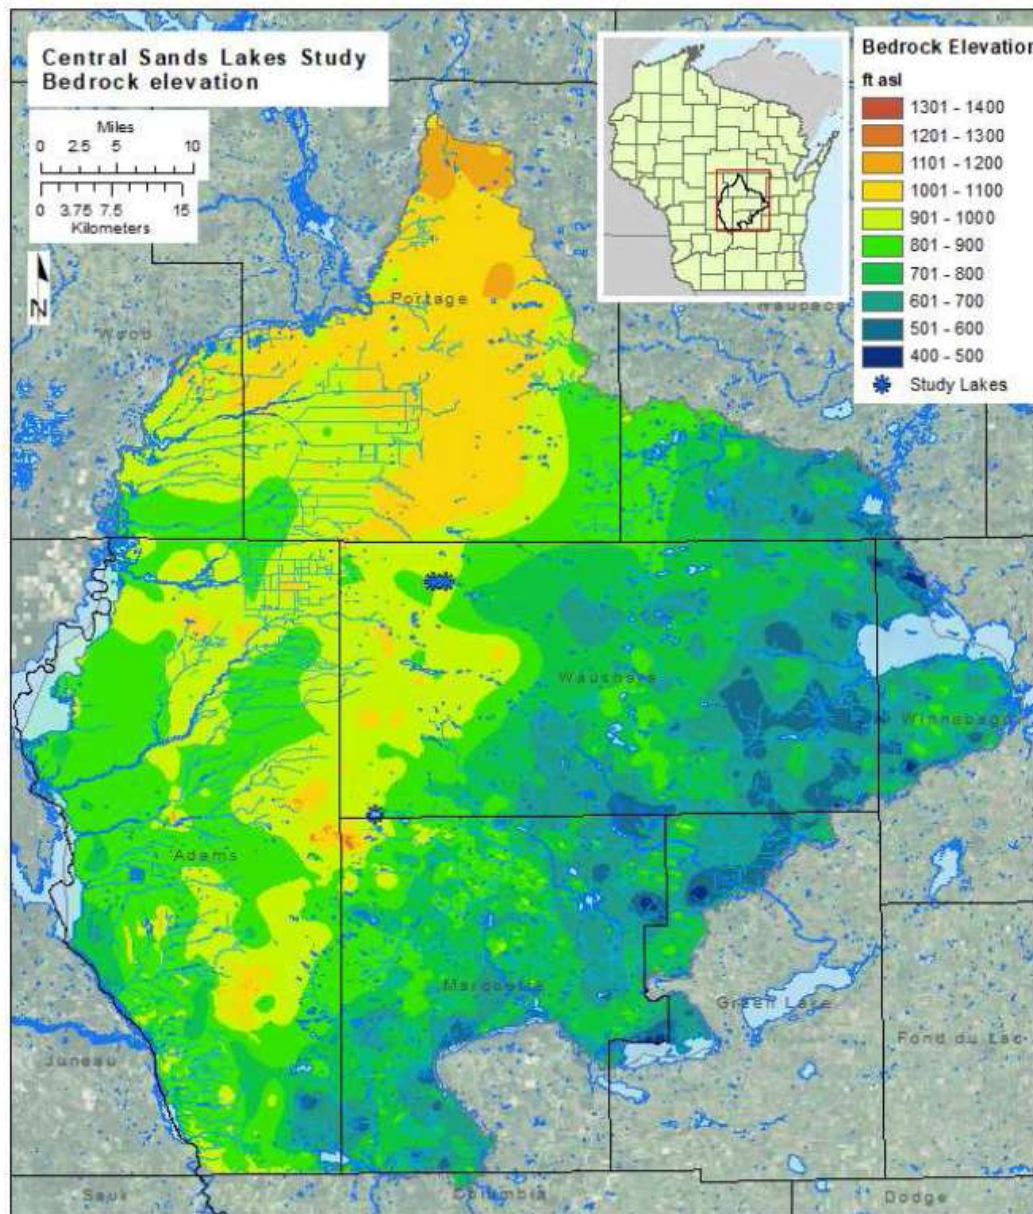 Central Sands Lakes Study
Bedrock elevation
Miles
0 2.5 5 10
0 3.75 7.5 15
Kilometers
N
Bedrock Elevation
ft asl
1301 - 1400
1201 - 1300
1101 - 1200
1001 - 1100
901 - 1000
801 - 900
701 - 800
601 - 700
501 - 600
400 - 500
Study Lakes
Portage
Wood
Waupaca
Waushara
Winnebago
Adams
Marquette
Green Lake
Fond du Lac
Juneau
Sauk
Columbia
Dodge